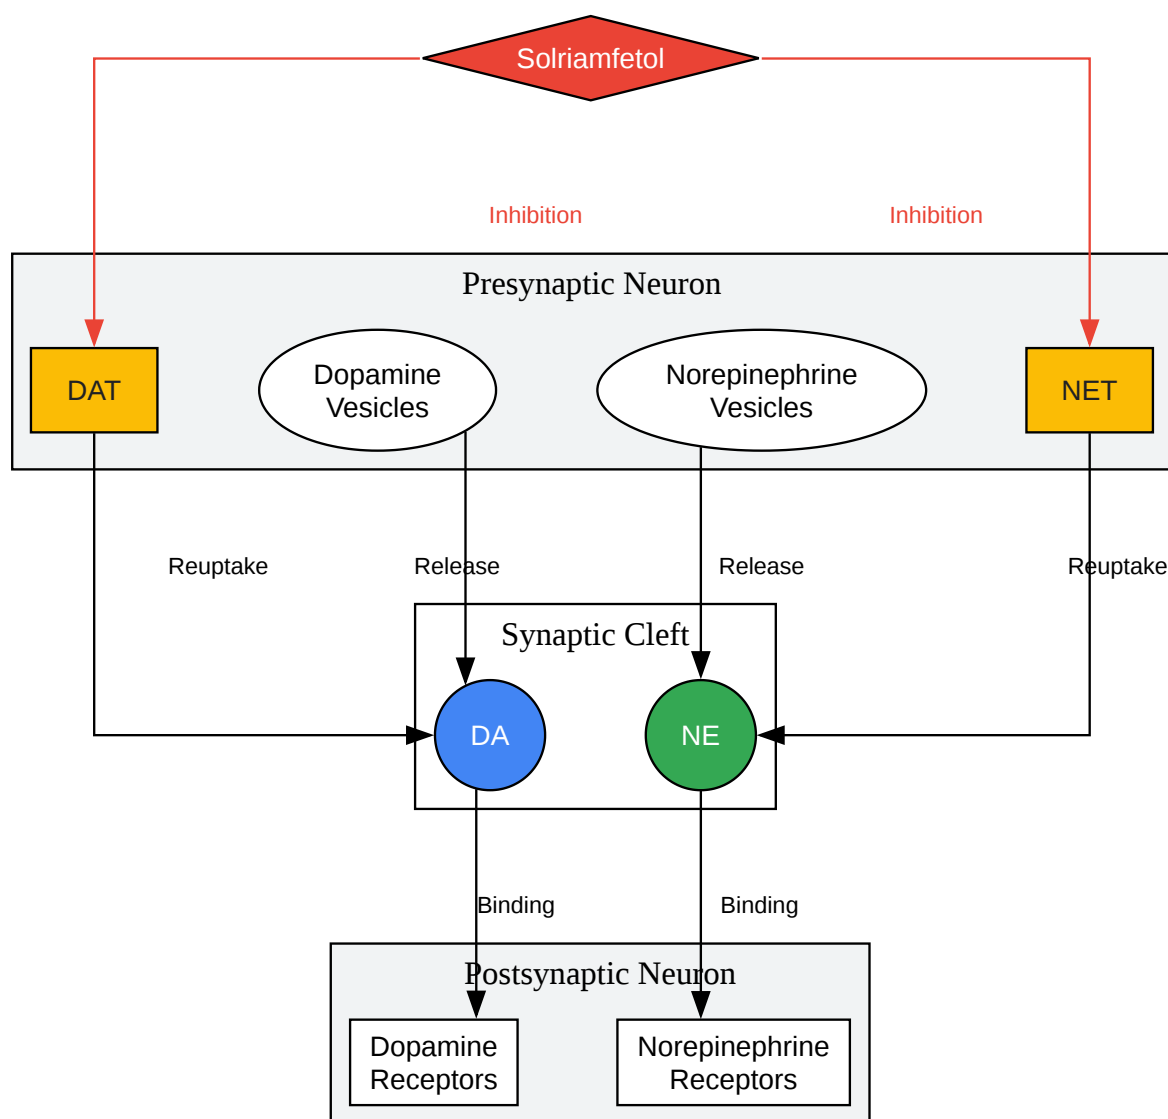 Solriamfetol
Inhibition
Inhibition
Presynaptic Neuron
DAT
Dopamine
Vesicles
Norepinephrine
Vesicles
NET
Reuptake
Release
Release
Reuptake
Synaptic Cleft
DA
NE
Binding
Binding
Postsynaptic Neuron
Dopamine
Receptors
Norepinephrine
Receptors